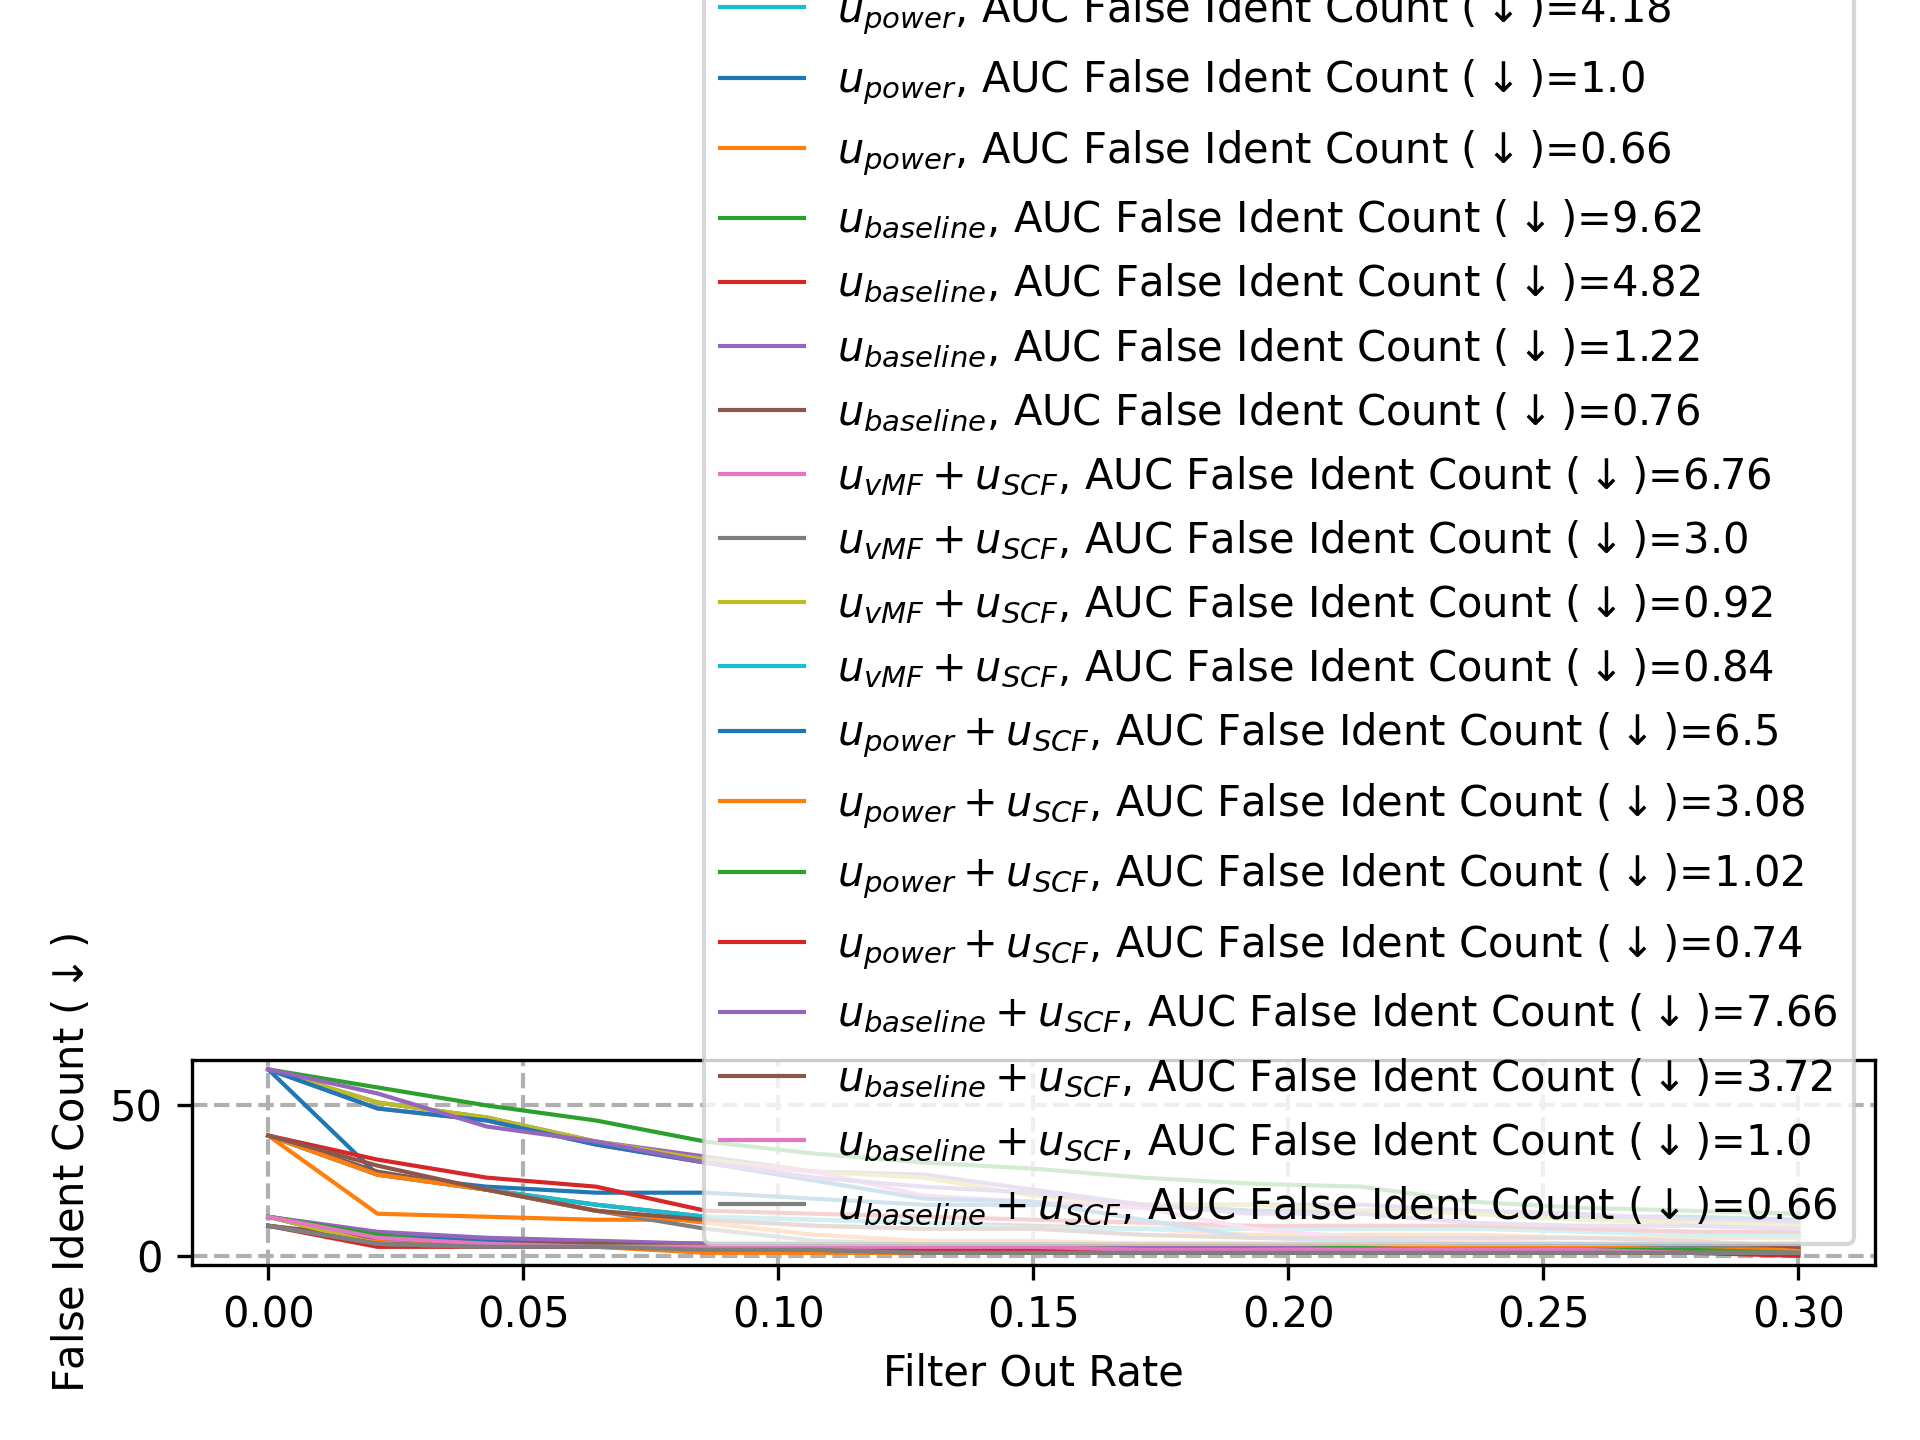 u_power, AUC False Ident Count (↓)=4.18
u_power, AUC False Ident Count (↓)=1.0
u_power, AUC False Ident Count (↓)=0.66
u_baseline, AUC False Ident Count (↓)=9.62
u_baseline, AUC False Ident Count (↓)=4.82
u_baseline, AUC False Ident Count (↓)=1.22
u_baseline, AUC False Ident Count (↓)=0.76
u_vMF + u_SCF, AUC False Ident Count (↓)=6.76
u_vMF + u_SCF, AUC False Ident Count (↓)=3.0
u_vMF + u_SCF, AUC False Ident Count (↓)=0.92
u_vMF + u_SCF, AUC False Ident Count (↓)=0.84
u_power + u_SCF, AUC False Ident Count (↓)=6.5
u_power + u_SCF, AUC False Ident Count (↓)=3.08
u_power + u_SCF, AUC False Ident Count (↓)=1.02
u_power + u_SCF, AUC False Ident Count (↓)=0.74
u_baseline + u_SCF, AUC False Ident Count (↓)=7.66
u_baseline + u_SCF, AUC False Ident Count (↓)=3.72
u_baseline + u_SCF, AUC False Ident Count (↓)=1.0
u_baseline + u_SCF, AUC False Ident Count (↓)=0.66
False Ident Count (↓)
50
0
0.00 0.05 0.10 0.15 0.20 0.25 0.30
Filter Out Rate